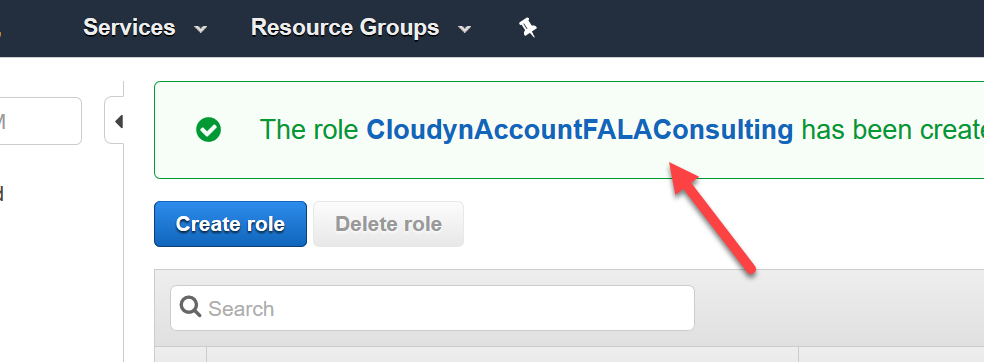 Services
Resource Groups
M
The role CloudynAccountFALAConsulting has been create
d
Create role
Delete role
Search